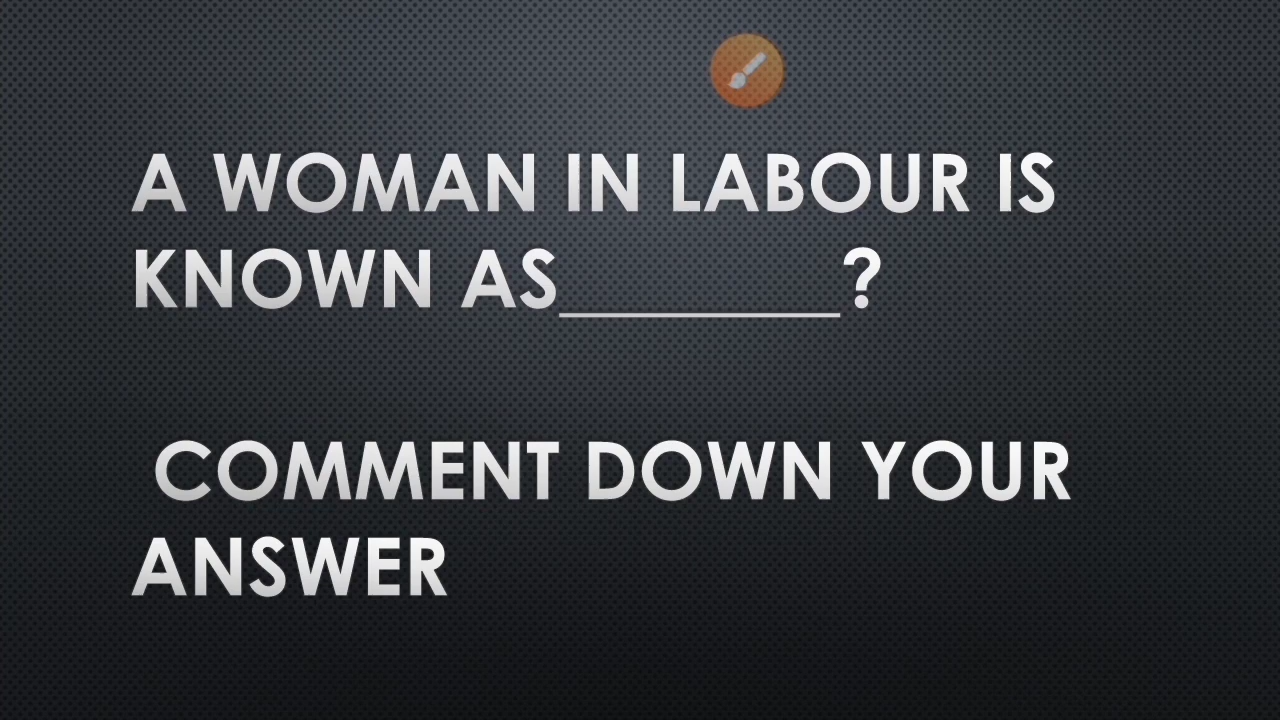 A WOMAN IN LABOUR IS
KNOWN AS________?
COMMENT DOWN YOUR
ANSWER